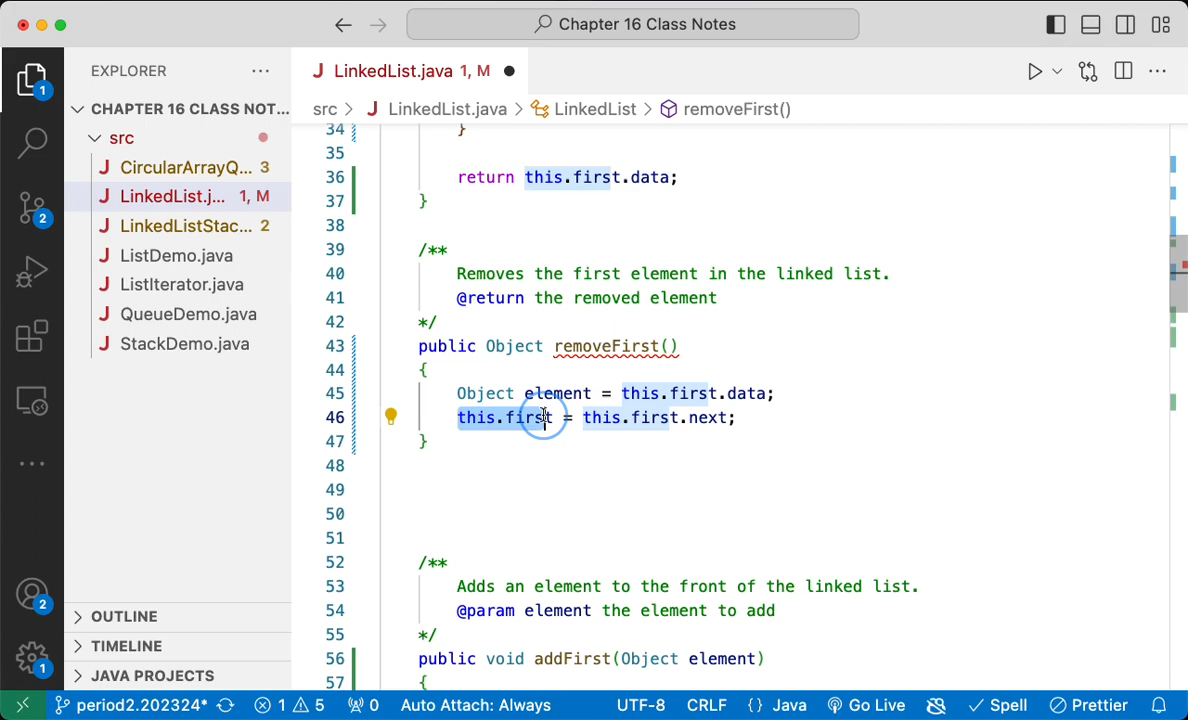 Chapter 16 Class Notes
EXPLORER
LinkedList.java 1, M
CHAPTER 16 CLASS NOT...
src > LinkedList.java > LinkedList > removeFirst()
src
CircularArrayQ... 3
LinkedList.j... 1, M
LinkedListStac... 2
ListDemo.java
ListIterator.java
QueueDemo.java
StackDemo.java
OUTLINE
TIMELINE
JAVA PROJECTS
1
2
2
1
34 }
35
36 return this.first.data;
37 }
38
39 /**
40 Removes the first element in the linked list.
41 @return the removed element
42 */
43 public Object removeFirst()
44 {
45 Object element = this.first.data;
46 this.first = this.first.next;
47 }
48
49
50
51
52 /**
53 Adds an element to the front of the linked list.
54 @param element the element to add
55 */
56 public void addFirst(Object element)
57 {
period2.202324* 1 5 0 Auto Attach: Always UTF-8 CRLF {} Java Go Live Spell Prettier